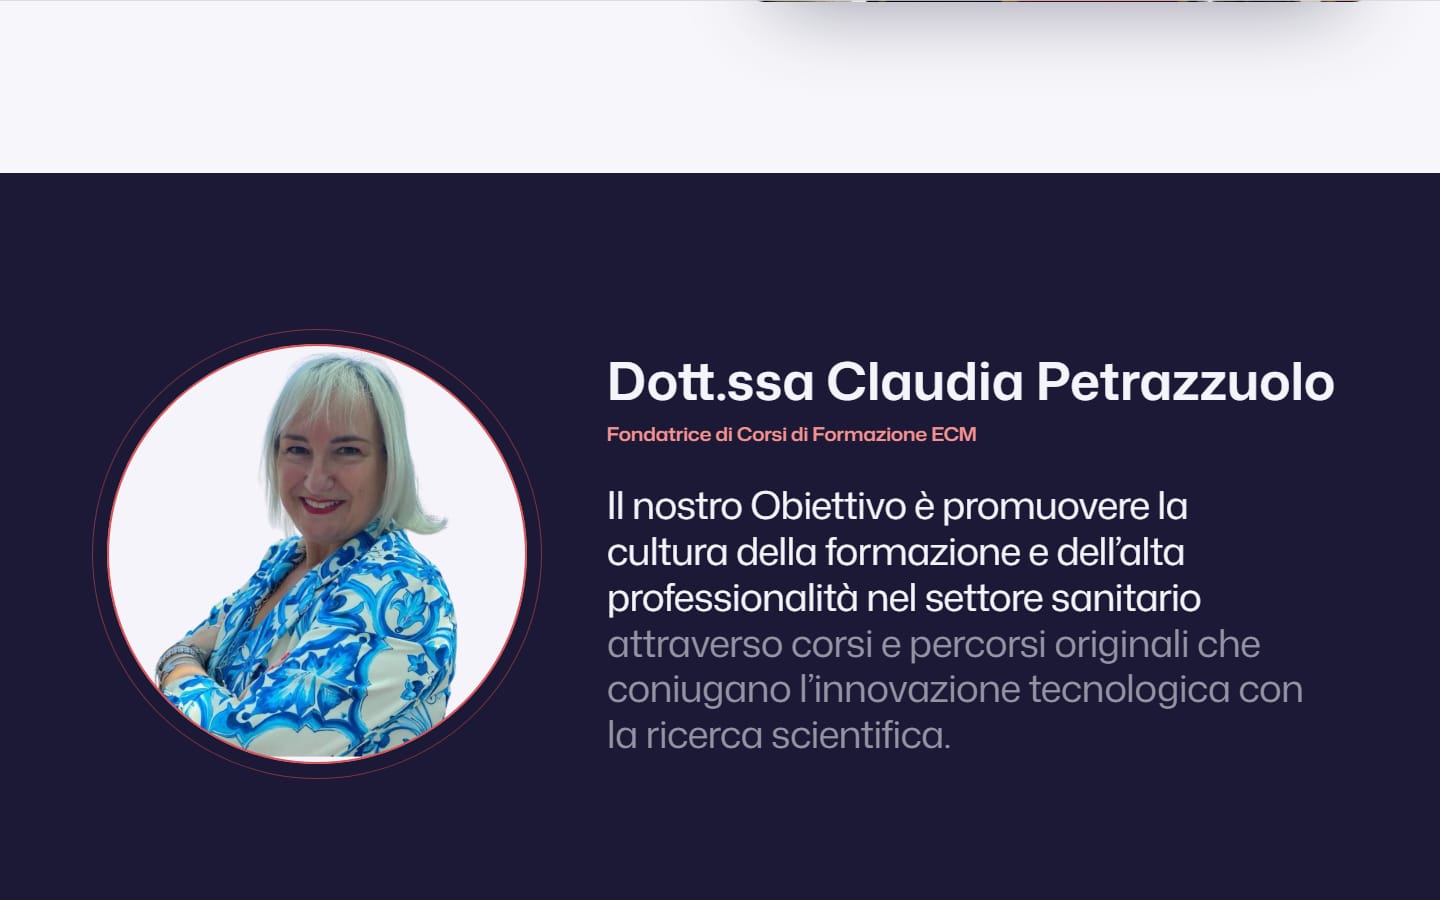 Dott.ssa Claudia Petrazzuolo
Fondatrice di Corsi di Formazione ECM
Il nostro Obiettivo è promuovere la
cultura della formazione e dell’alta
professionalità nel settore sanitario
attraverso corsi e percorsi originali che
coniugano l’innovazione tecnologica con
la ricerca scientifica.